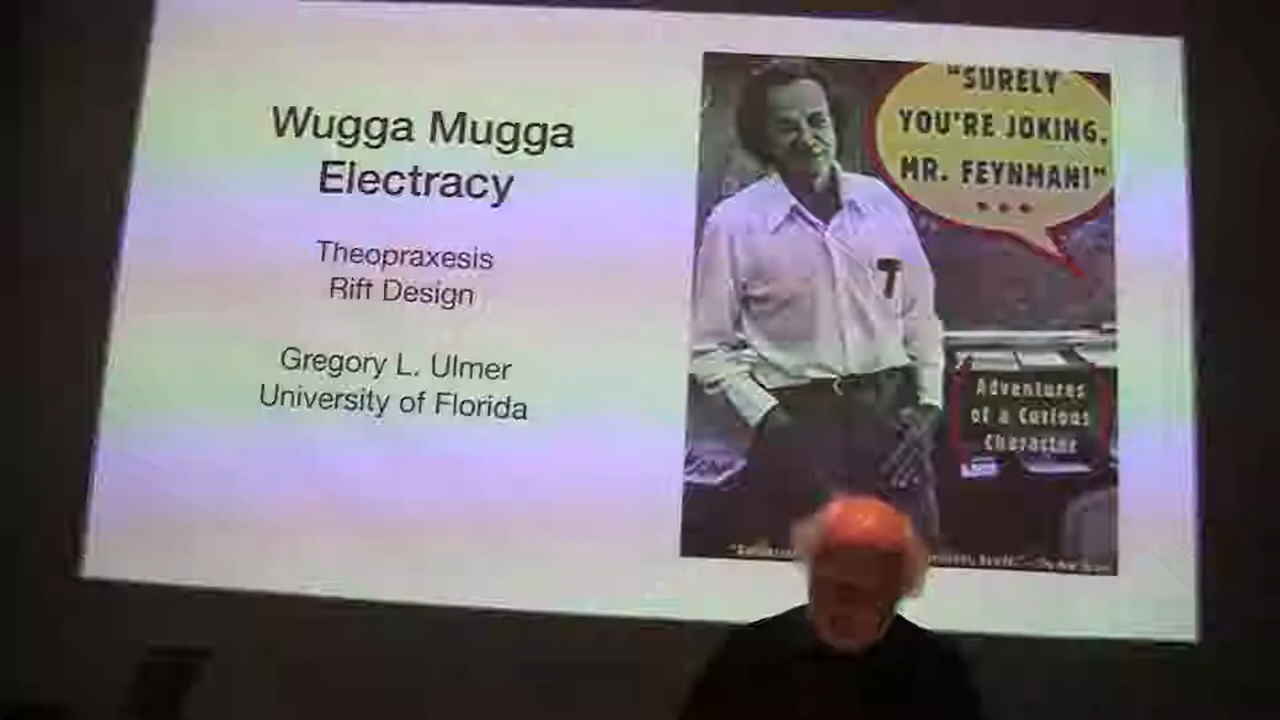 Wugga Mugga
Electracy
Theopraxesis
Rift Design
Gregory L. Ulmer
University of Florida
"SURELY
YOU'RE JOKING,
MR. FEYNMAN!"
Adventures
of a Curious
Character